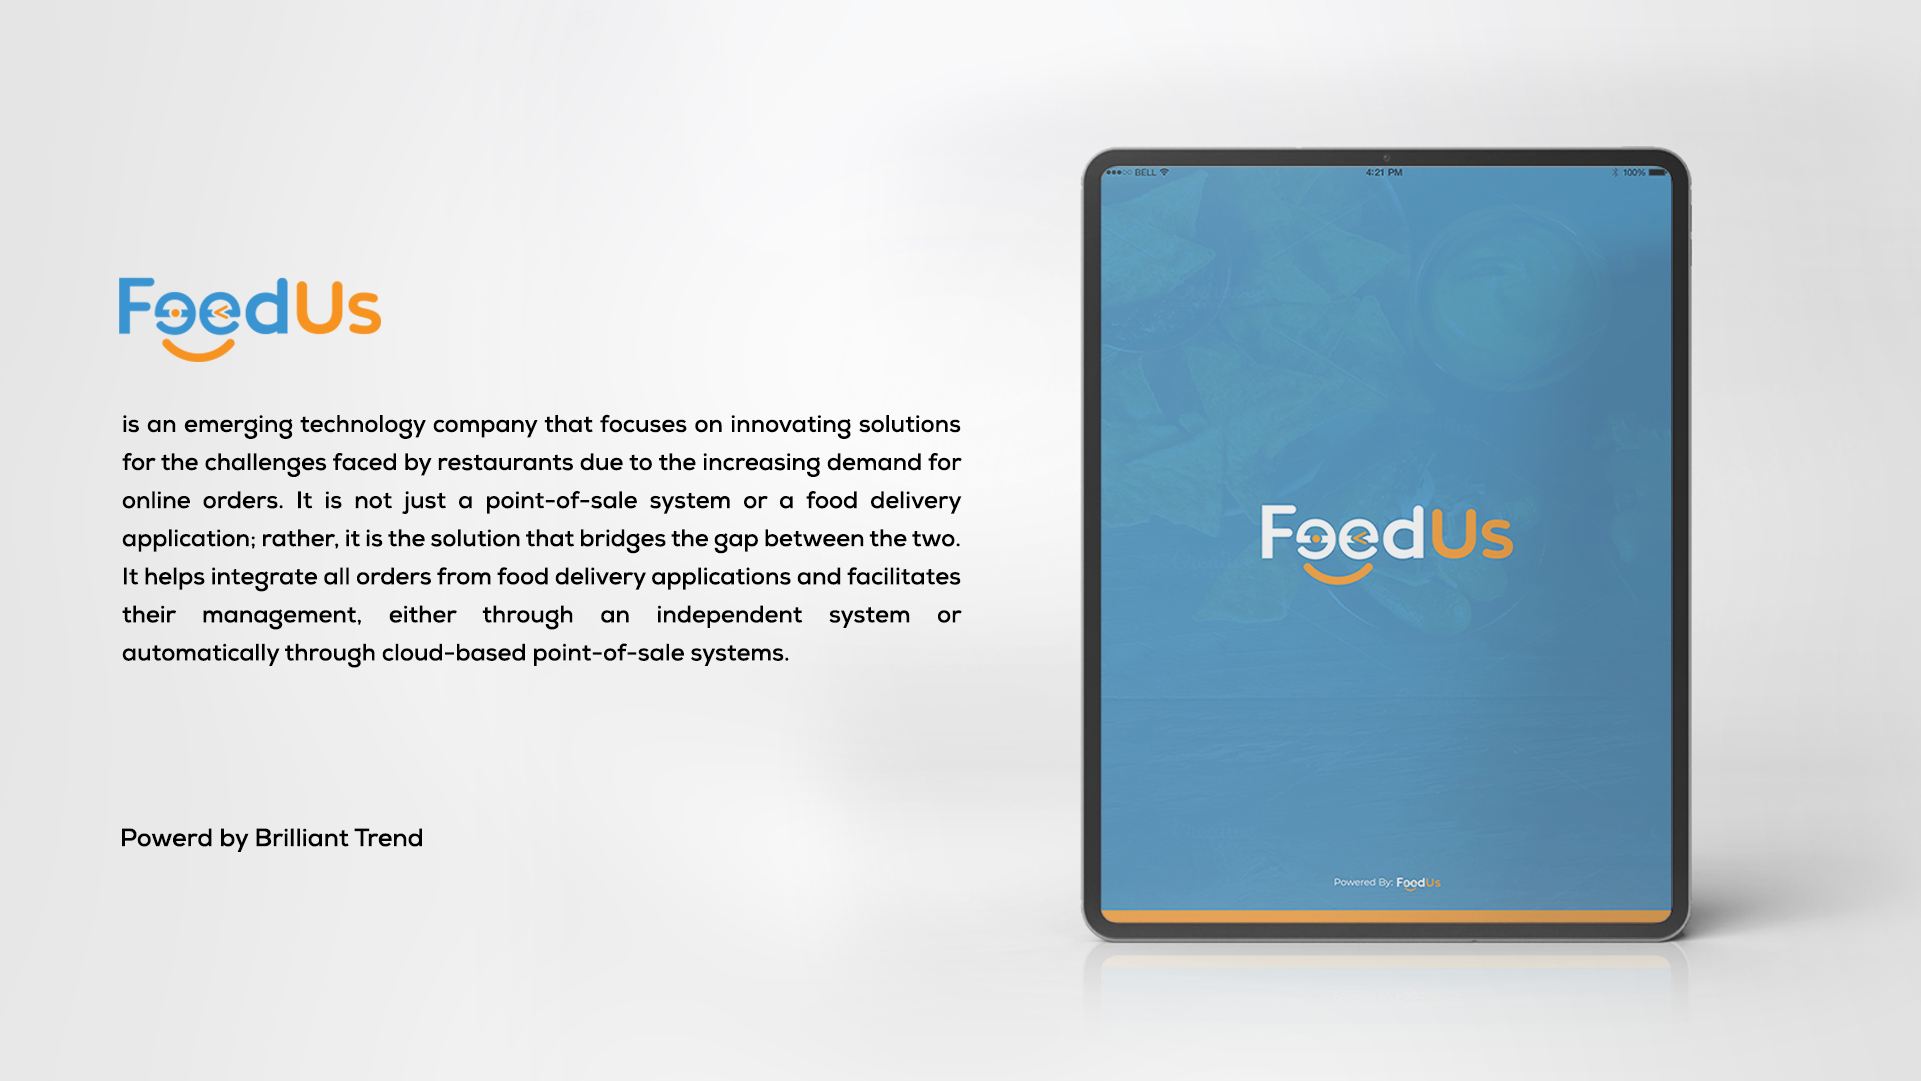 FeedUs
is an emerging technology company that focuses on innovating solutions
for the challenges faced by restaurants due to the increasing demand for
online orders. It is not just a point-of-sale system or a food delivery
application; rather, it is the solution that bridges the gap between the two.
It helps integrate all orders from food delivery applications and facilitates
their management, either through an independent system or
automatically through cloud-based point-of-sale systems.
Powerd by Brilliant Trend
BELL 4:21 PM 100%
FeedUs
Powered By: FeedUs